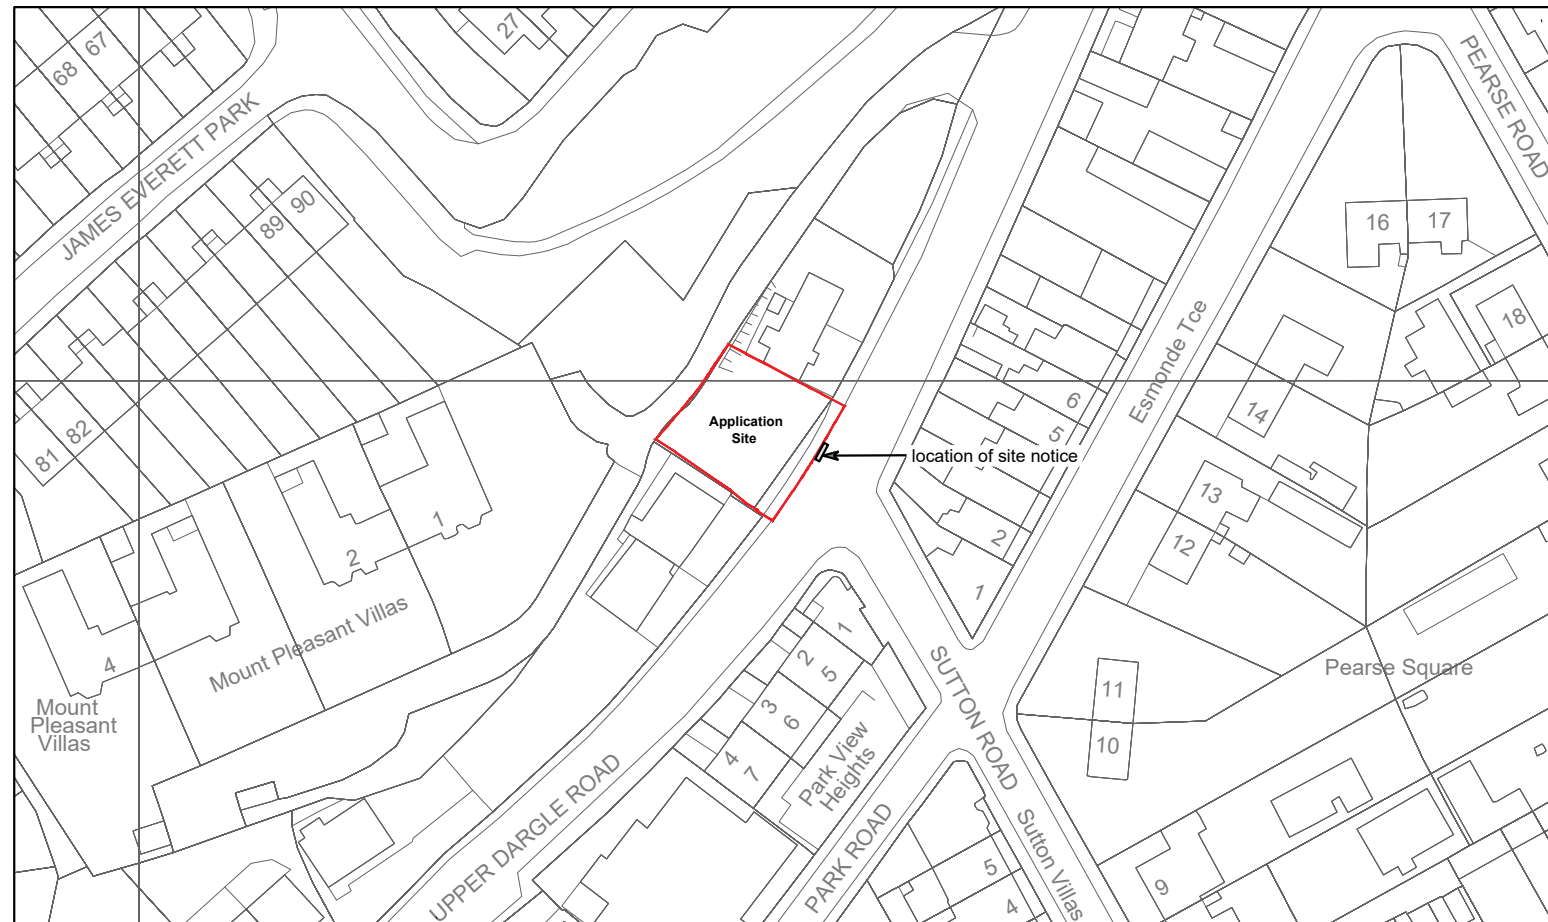 27
67
68
JAMES EVERETT PARK
PEARSE ROAD
90
89
16
17
18
Esmonde Tce
6
5
14
Application
Site
location of site notice
82
81
13
12
2
1
1
2
4
Mount Pleasant Villas
Mount
Pleasant
Villas
1
2
5
3
6
4
7
Park View
Heights
SUTTON ROAD
Pearse Square
11
10
UPPER DARGLE ROAD
PARK ROAD
Sutton Villas
5
4
9